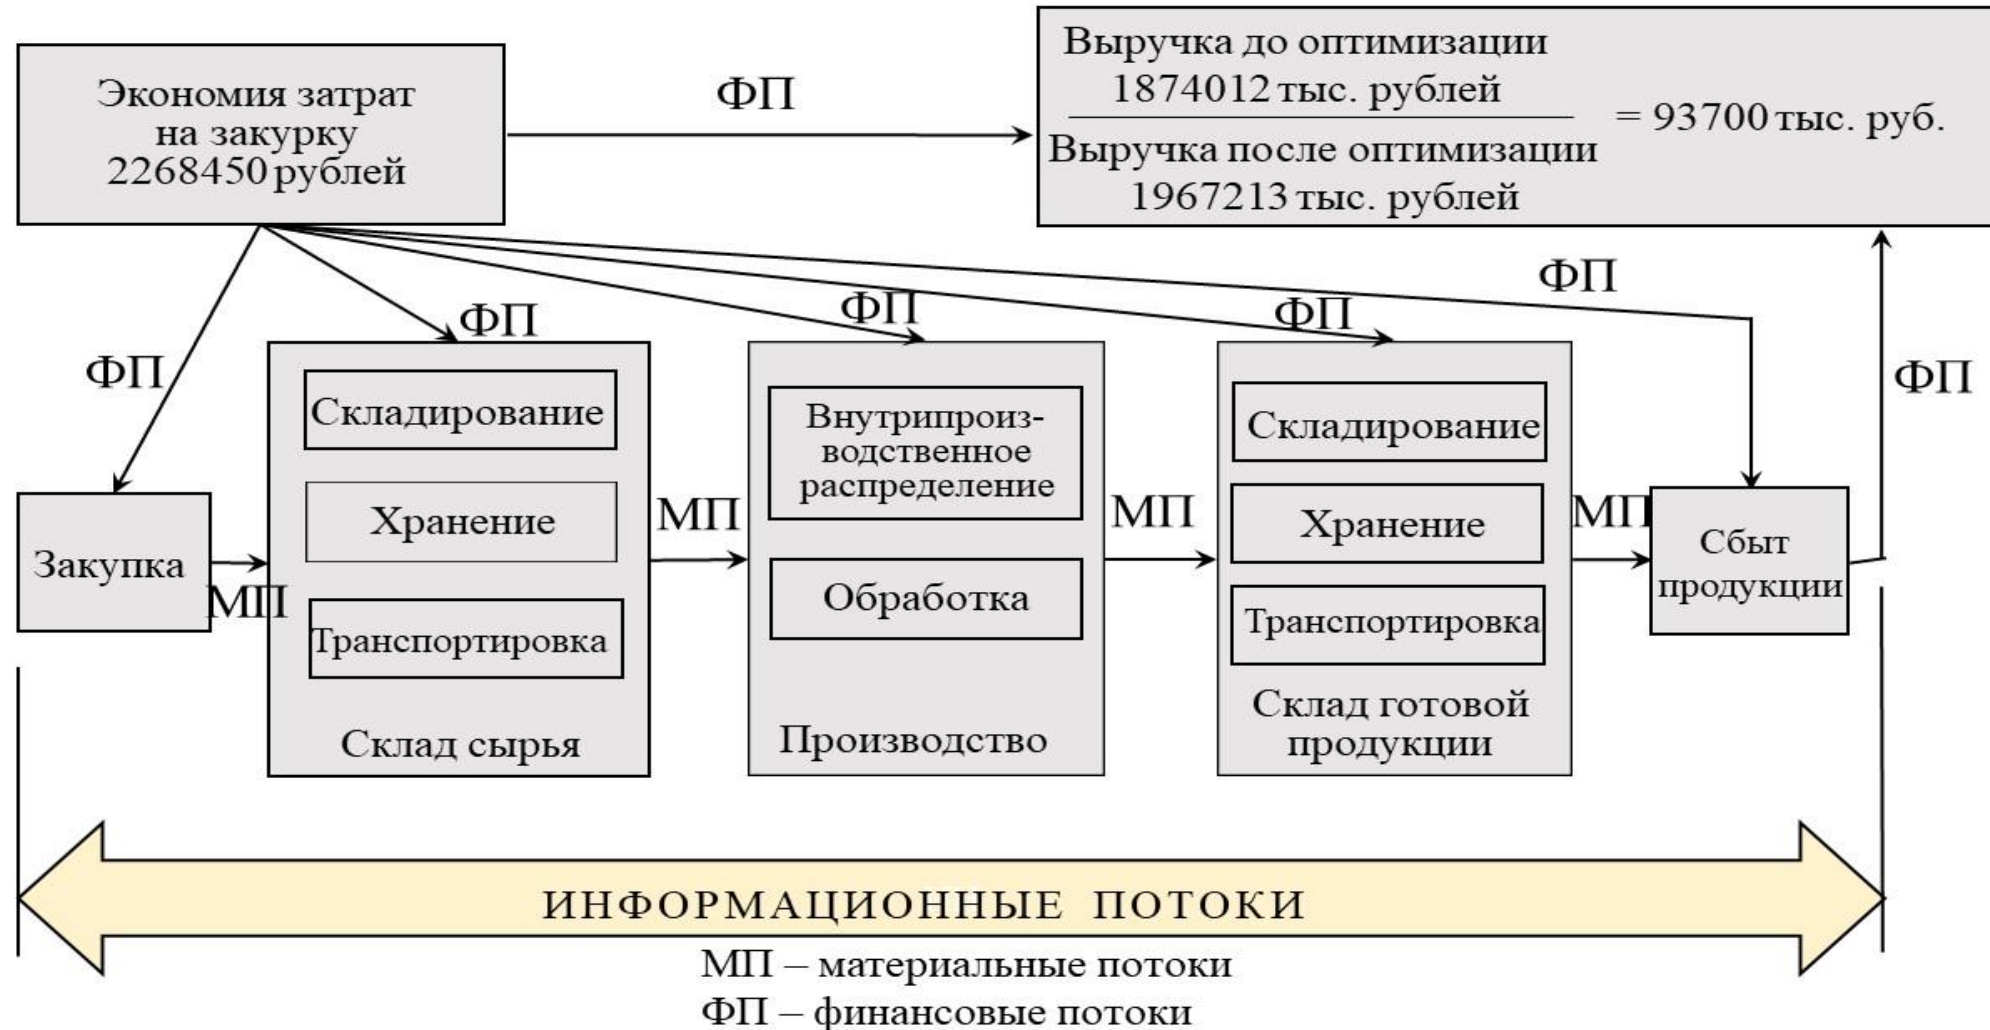 Экономия затрат
на закурку
2268450 рублей
ФП
Выручка до оптимизации
1874012 тыс. рублей
= 93700 тыс. руб.
Выручка после оптимизации
1967213 тыс. рублей
ФП
ФП
ФП
ФП
ФП
ФП
Закупка
МП
Складирование
Хранение
Транспортировка
Склад сырья
МП
Внутрипроиз-
водственное
распределение
Обработка
Производство
МП
Складирование
Хранение
Транспортировка
Склад готовой
продукции
МП
Сбыт
продукции
ИНФОРМАЦИОННЫЕ ПОТОКИ
МП – материальные потоки
ФП – финансовые потоки